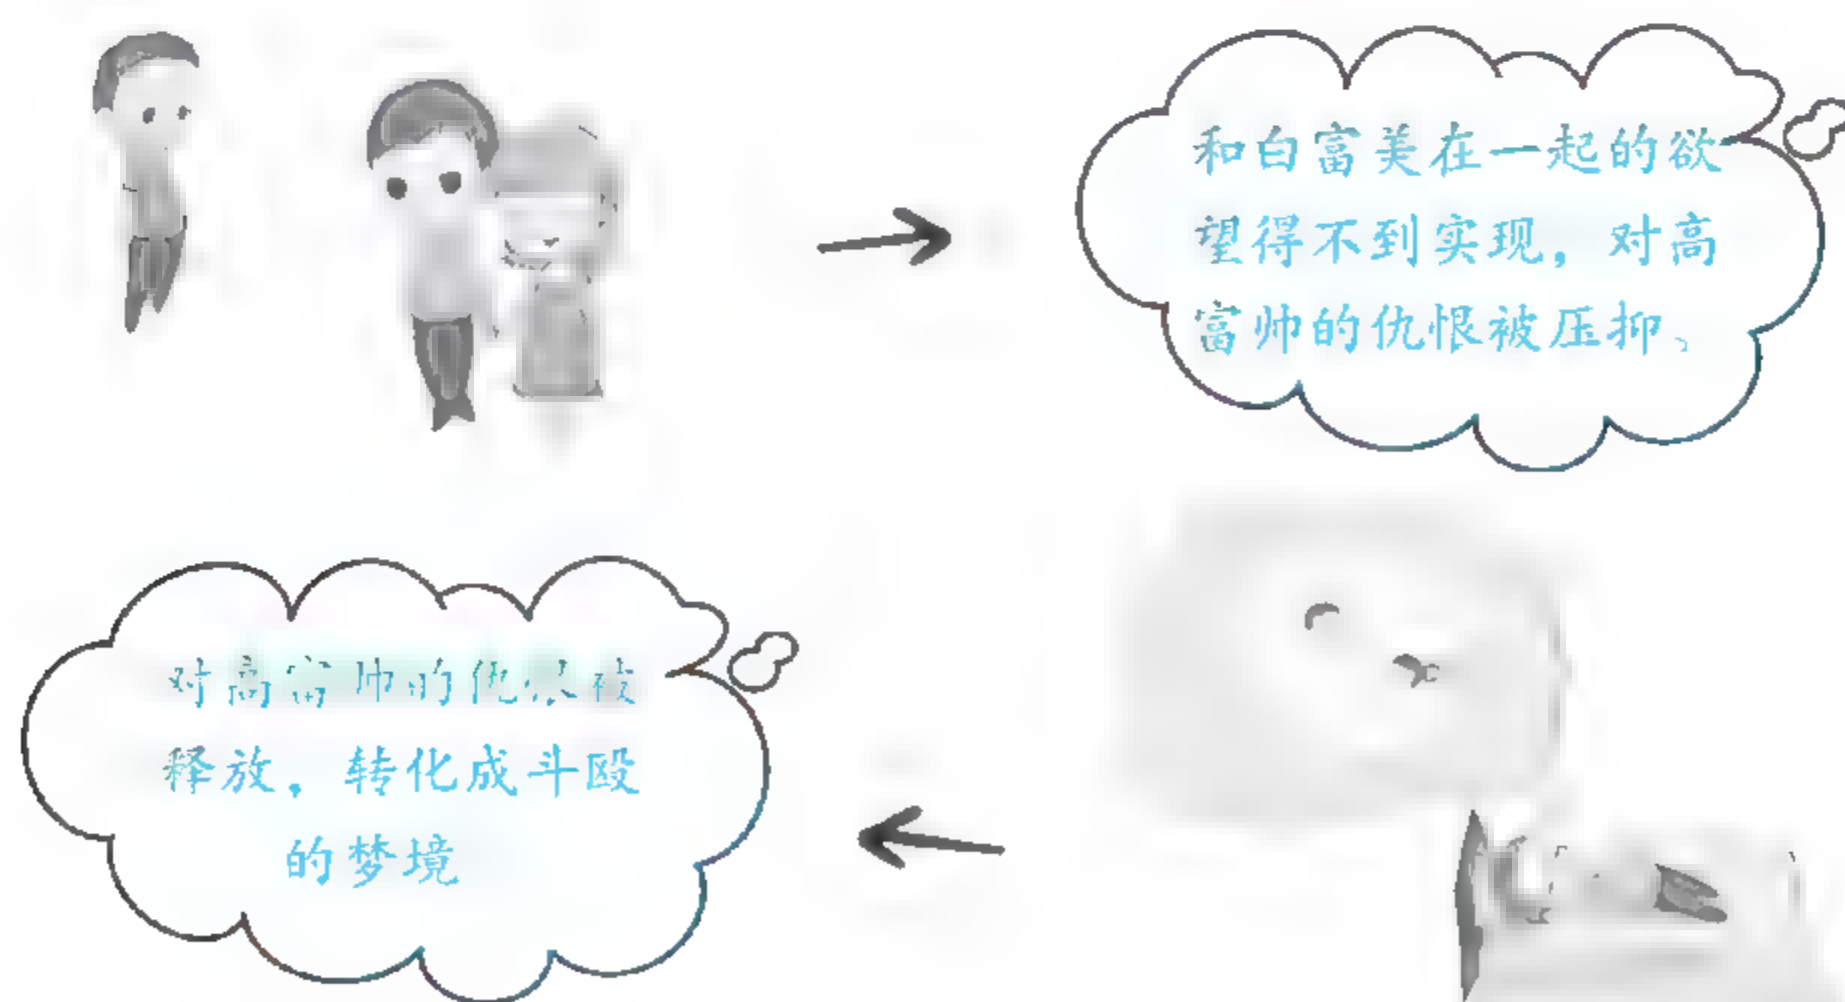 和白富美在一起的欲
望得不到实现，对高
富帅的仇恨被压抑、
对高富帅的仇恨被
释放，转化成斗殴
的梦境